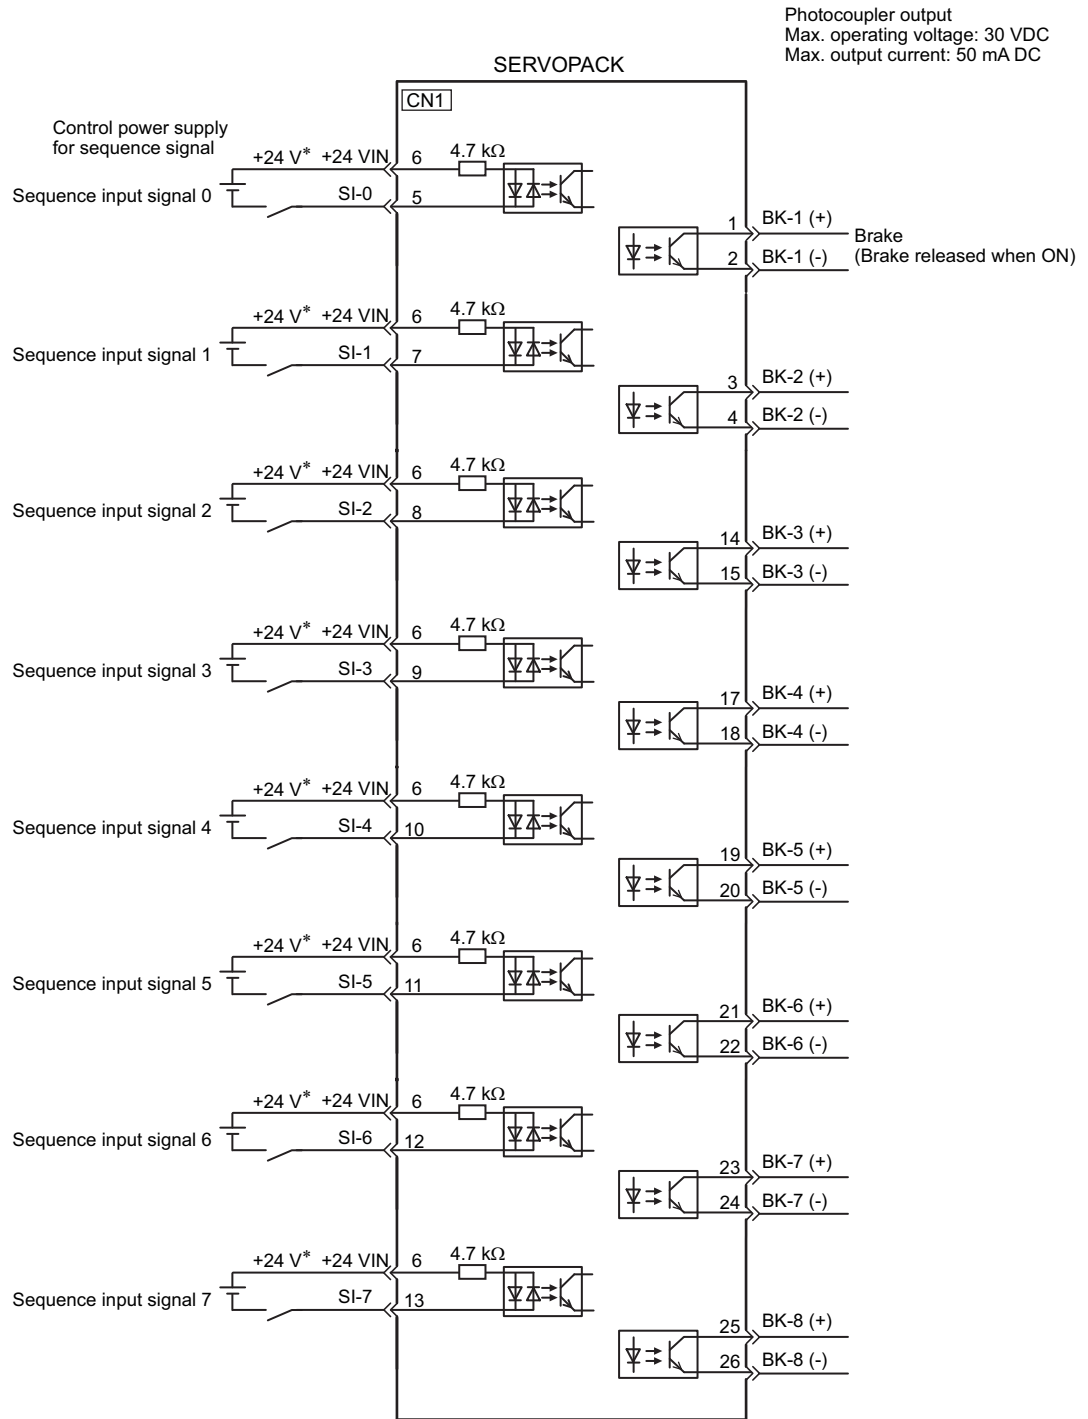 Photocoupler output
Max. operating voltage: 30 VDC
Max. output current: 50 mA DC
SERVOPACK
CN1
Control power supply
for sequence signal
+24 V* +24 VIN 6 4.7 kΩ
Sequence input signal 0
SI-0 5
1 BK-1 (+)
Brake
(Brake released when ON)
2 BK-1 (-)
+24 V* +24 VIN 6 4.7 kΩ
Sequence input signal 1
SI-1 7
3 BK-2 (+)
4 BK-2 (-)
+24 V* +24 VIN 6 4.7 kΩ
Sequence input signal 2
SI-2 8
14 BK-3 (+)
15 BK-3 (-)
+24 V* +24 VIN 6 4.7 kΩ
Sequence input signal 3
SI-3 9
17 BK-4 (+)
18 BK-4 (-)
+24 V* +24 VIN 6 4.7 kΩ
Sequence input signal 4
SI-4 10
19 BK-5 (+)
20 BK-5 (-)
+24 V* +24 VIN 6 4.7 kΩ
Sequence input signal 5
SI-5 11
21 BK-6 (+)
22 BK-6 (-)
+24 V* +24 VIN 6 4.7 kΩ
Sequence input signal 6
SI-6 12
23 BK-7 (+)
24 BK-7 (-)
+24 V* +24 VIN 6 4.7 kΩ
Sequence input signal 7
SI-7 13
25 BK-8 (+)
26 BK-8 (-)